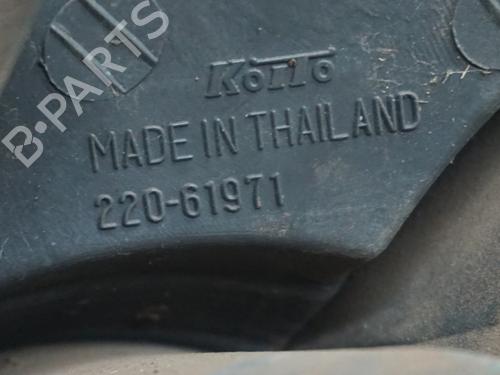 KOITO
MADE IN THAILAND
220-61971
B-PARTS